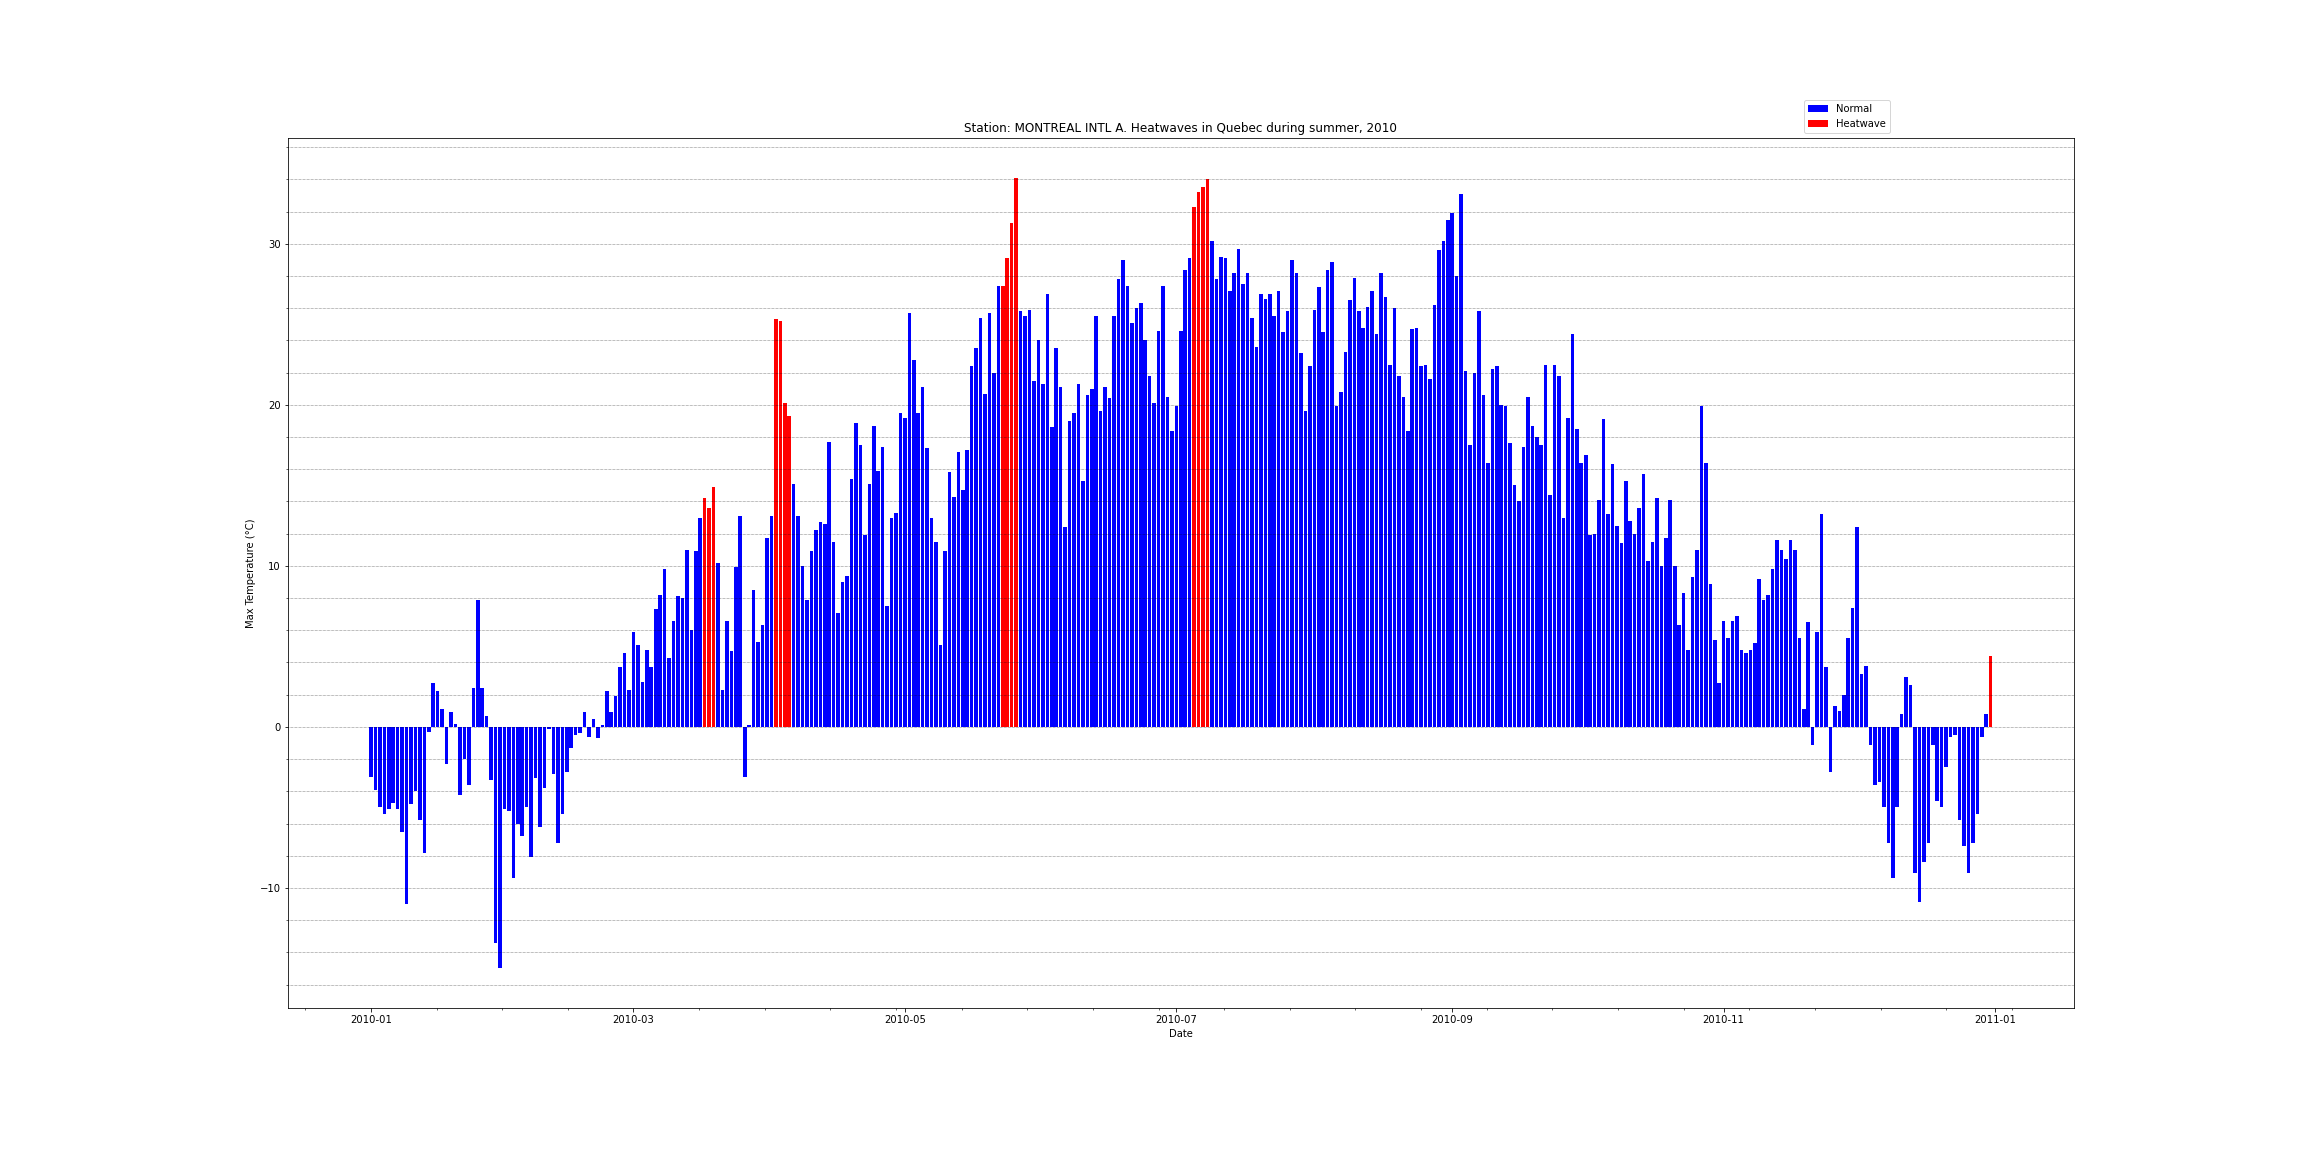 Normal
Heatwave
Station: MONTREAL INTL A. Heatwaves in Quebec during summer, 2010
Max Temperature (°C)
30
20
10
0
−10
2010-01
2010-03
2010-05
2010-07
2010-09
2010-11
2011-01
Date